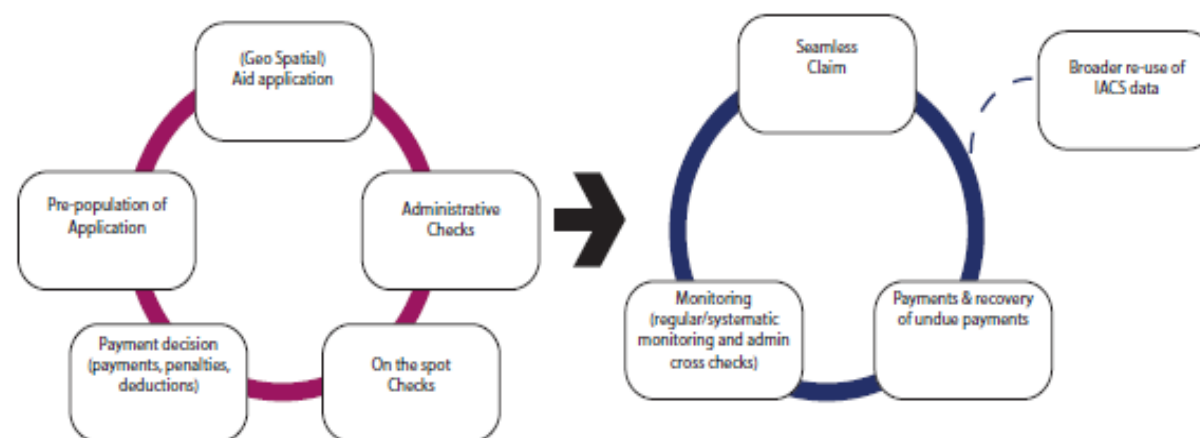 (Geo Spatial)
Aid application
Pre-population of
Application
Administrative
Checks
Payment decision
(payments, penalties,
deductions)
On the spot
Checks
Seamless
Claim
Broader re-use of
IACS data
Monitoring
(regular/systematic
monitoring and admin
cross checks)
Payments & recovery
of undue payments